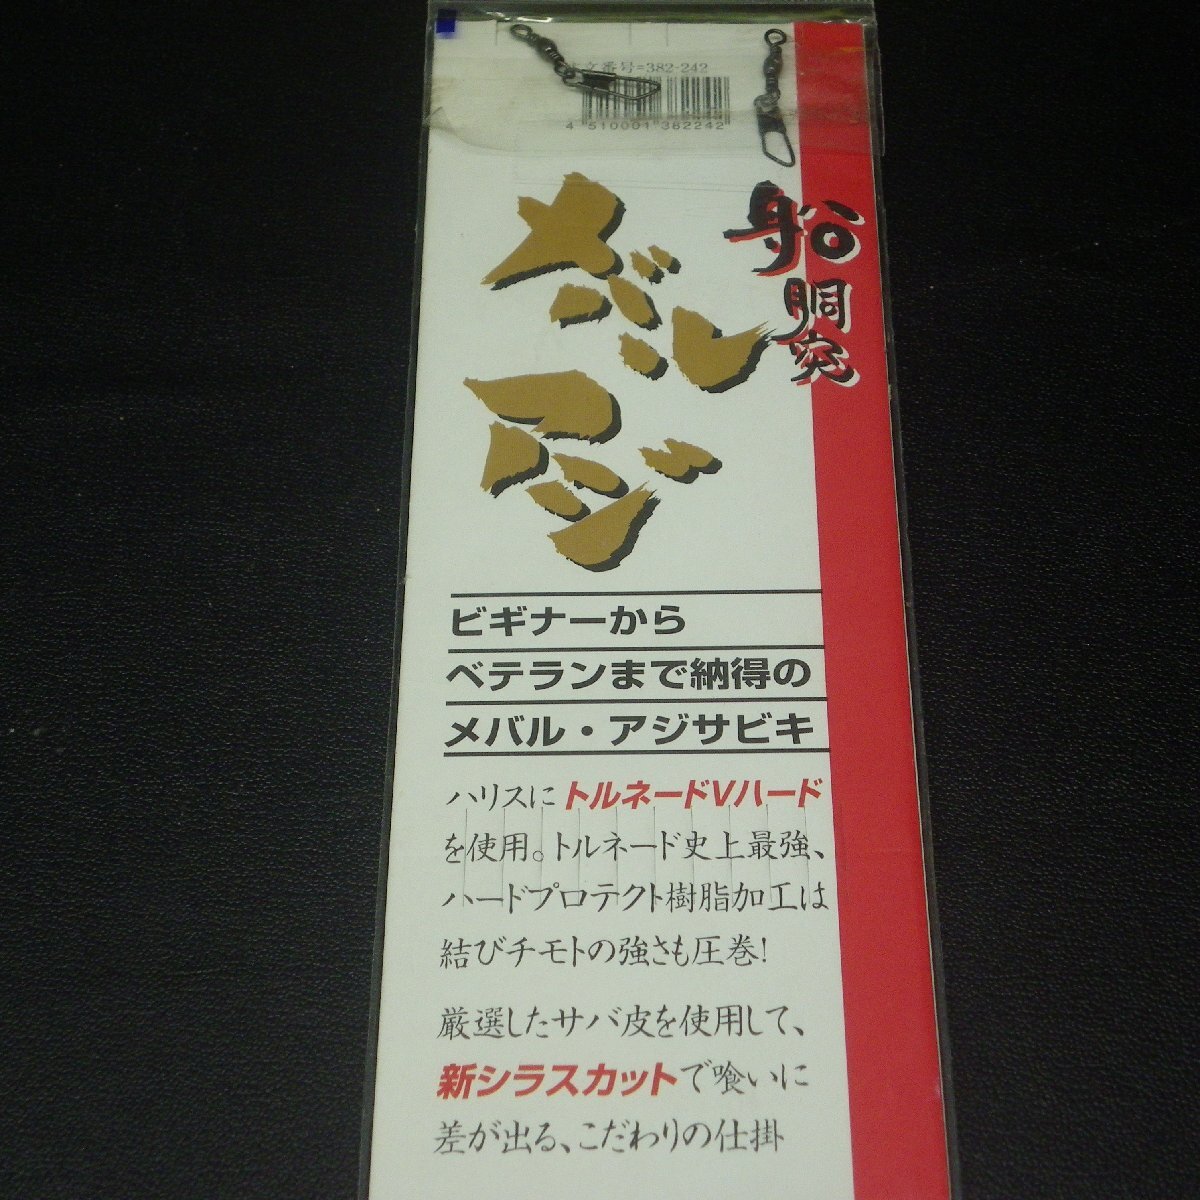 注文番号=382-242
4 510001 382242
船胴突
メバル
アジ
ビギナーから
ベテランまで納得の
メバル・アジサビキ
ハリスにトルネードVハード
を使用。トルネード史上最強、
ハードプロテクト樹脂加工は
結びチモトの強さも圧巻!
厳選したサバ皮を使用して、
新シラスカットで喰いに
差が出る、こだわりの仕掛